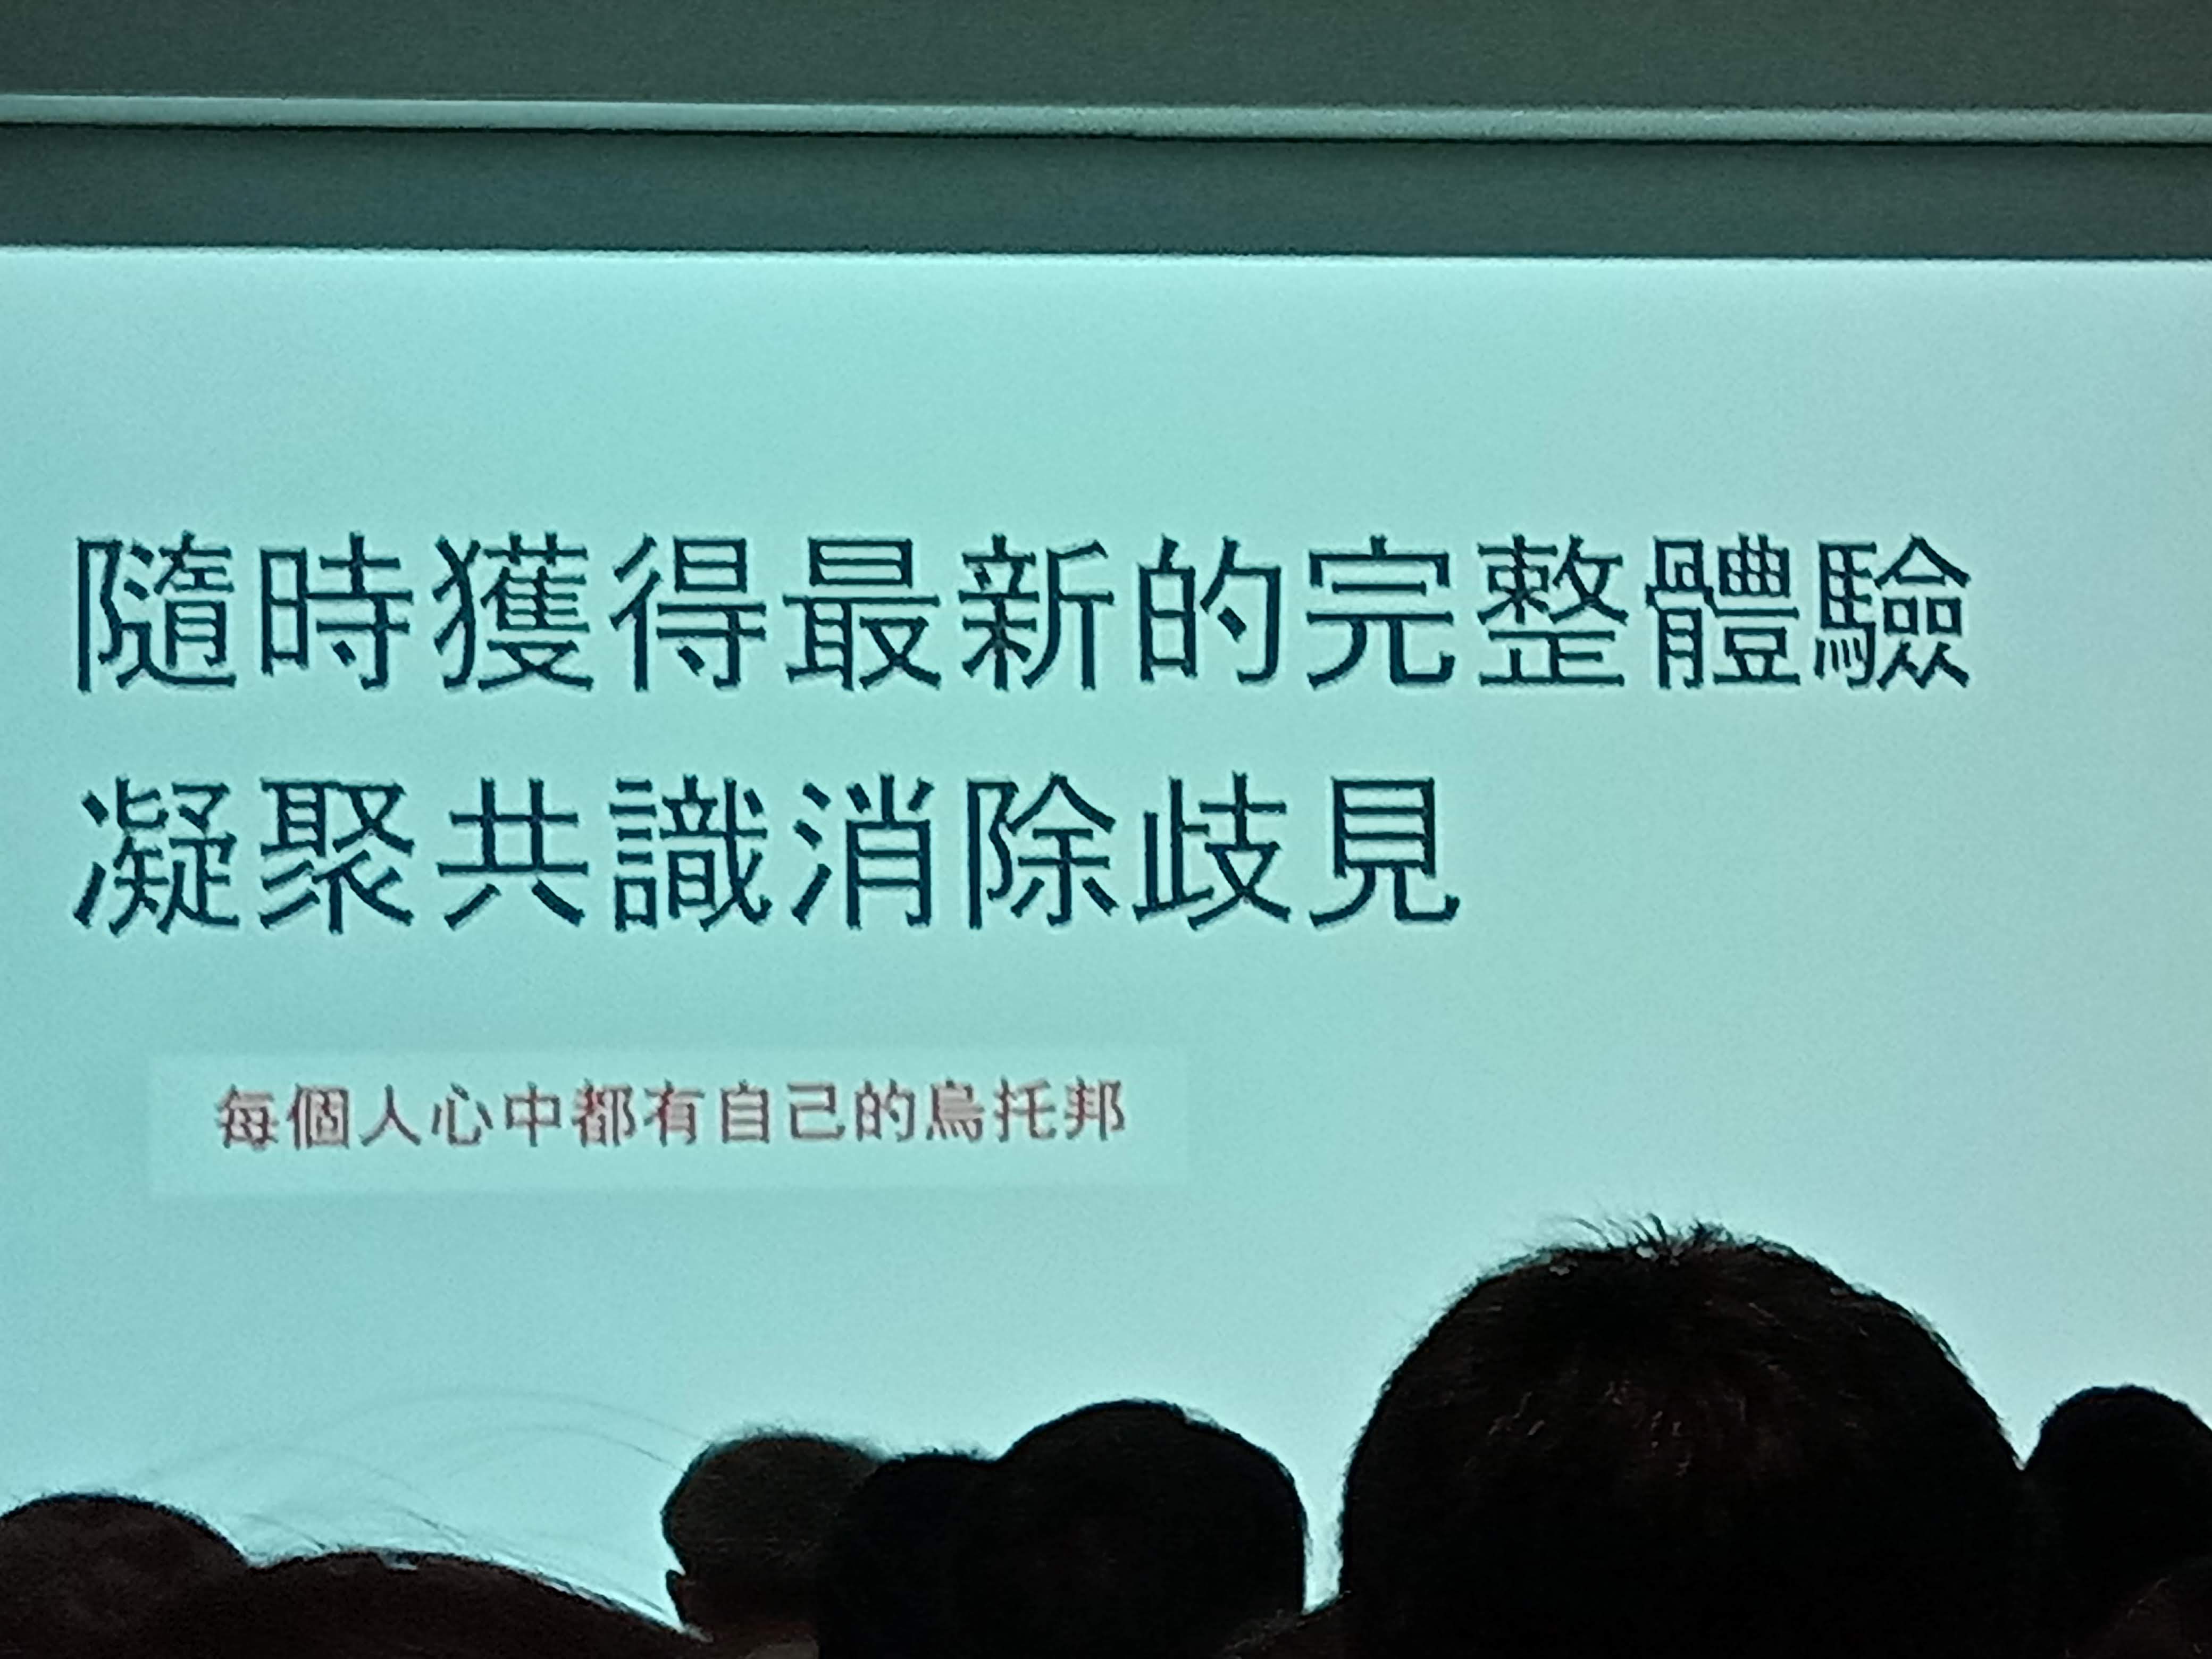 隨時獲得最新的完整體驗
凝聚共識消除歧見
每個人心中都有自己的烏托邦